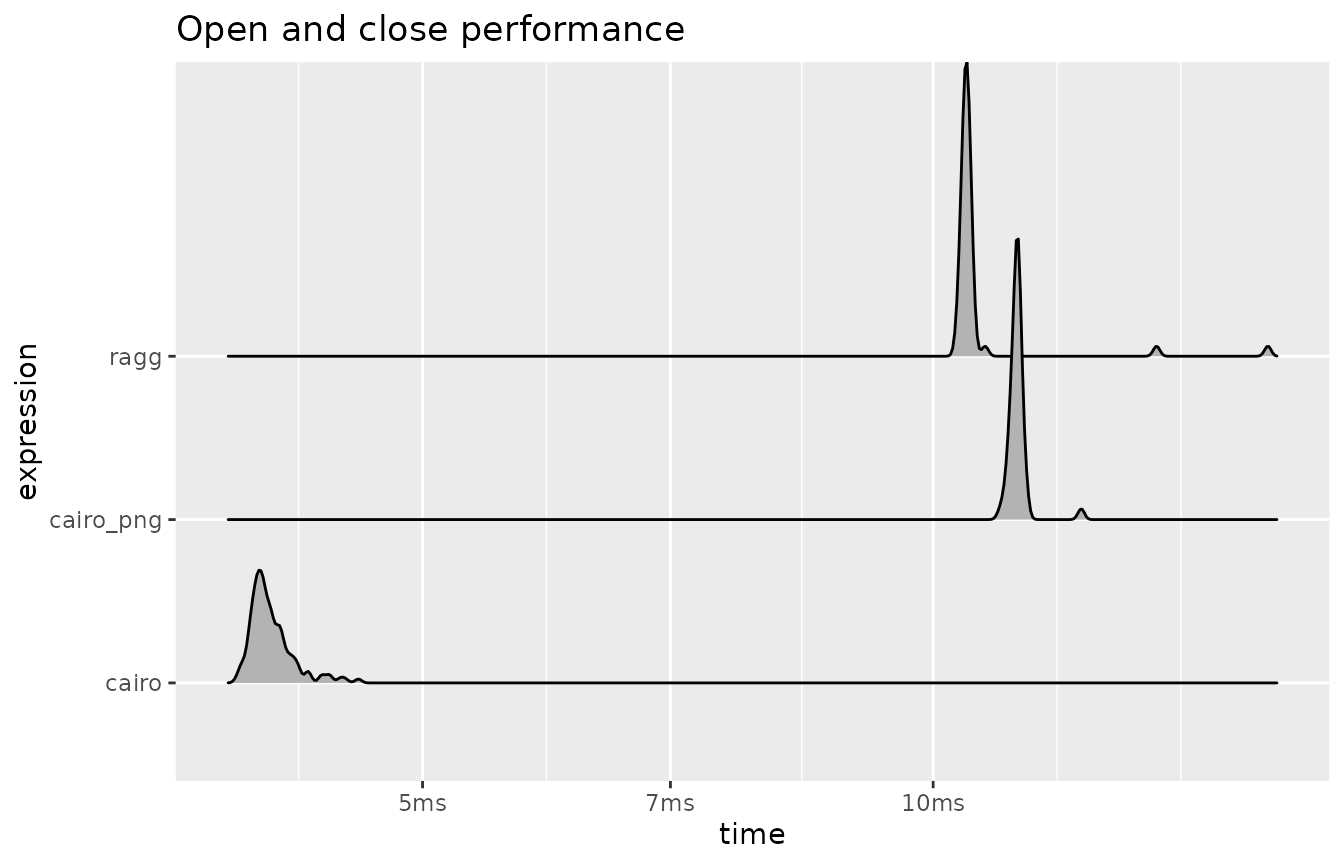 Open and close performance
expression
ragg
cairo_png
cairo
5ms
7ms
10ms
time